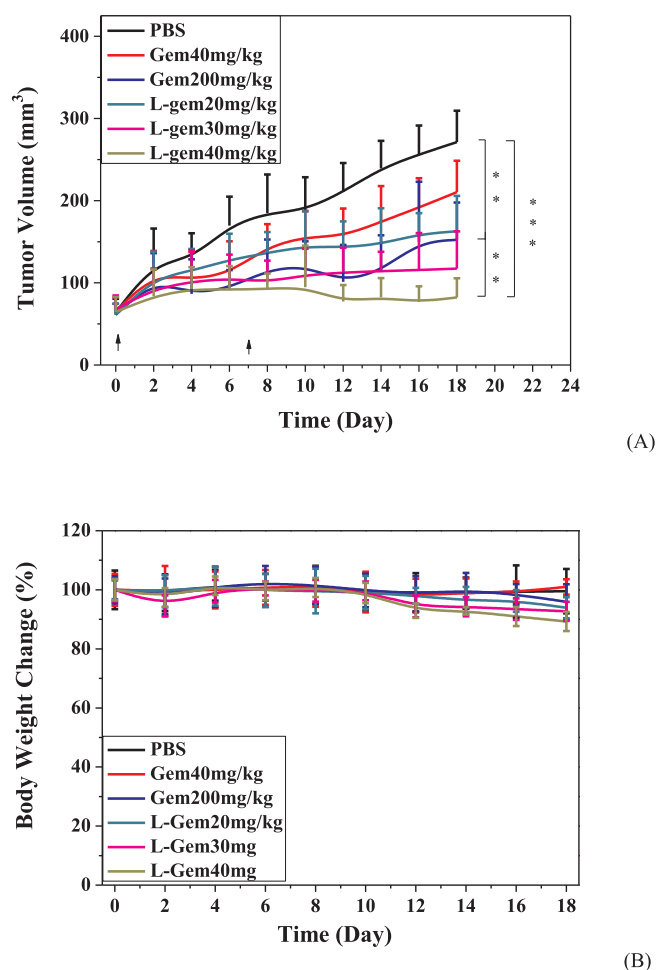 400
300
200
100
0
Tumor Volume (mm³)
PBS
Gem40mg/kg
Gem200mg/kg
L-gem20mg/kg
L-gem30mg/kg
L-gem40mg/kg
* *
* * *
* *
0 2 4 6 8 10 12 14 16 18 20 22 24
Time (Day)
(A)
120
100
80
60
40
20
0
Body Weight Change (%)
PBS
Gem40mg/kg
Gem200mg/kg
L-Gem20mg/kg
L-Gem30mg
L-Gem40mg
0 2 4 6 8 10 12 14 16 18
Time (Day)
(B)